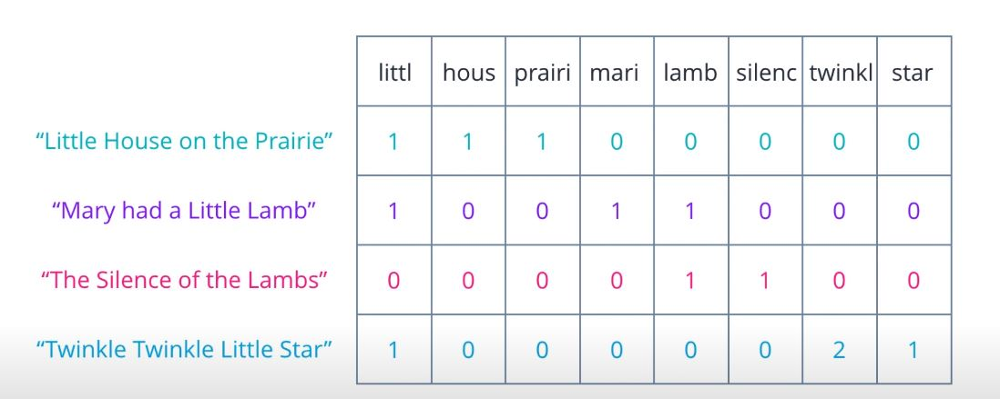 littl hous prairi mari lamb silenc twinkl star
“Little House on the Prairie” 1 1 1 0 0 0 0 0
“Mary had a Little Lamb” 1 0 0 1 1 0 0 0
“The Silence of the Lambs” 0 0 0 0 1 1 0 0
“Twinkle Twinkle Little Star” 1 0 0 0 0 0 2 1